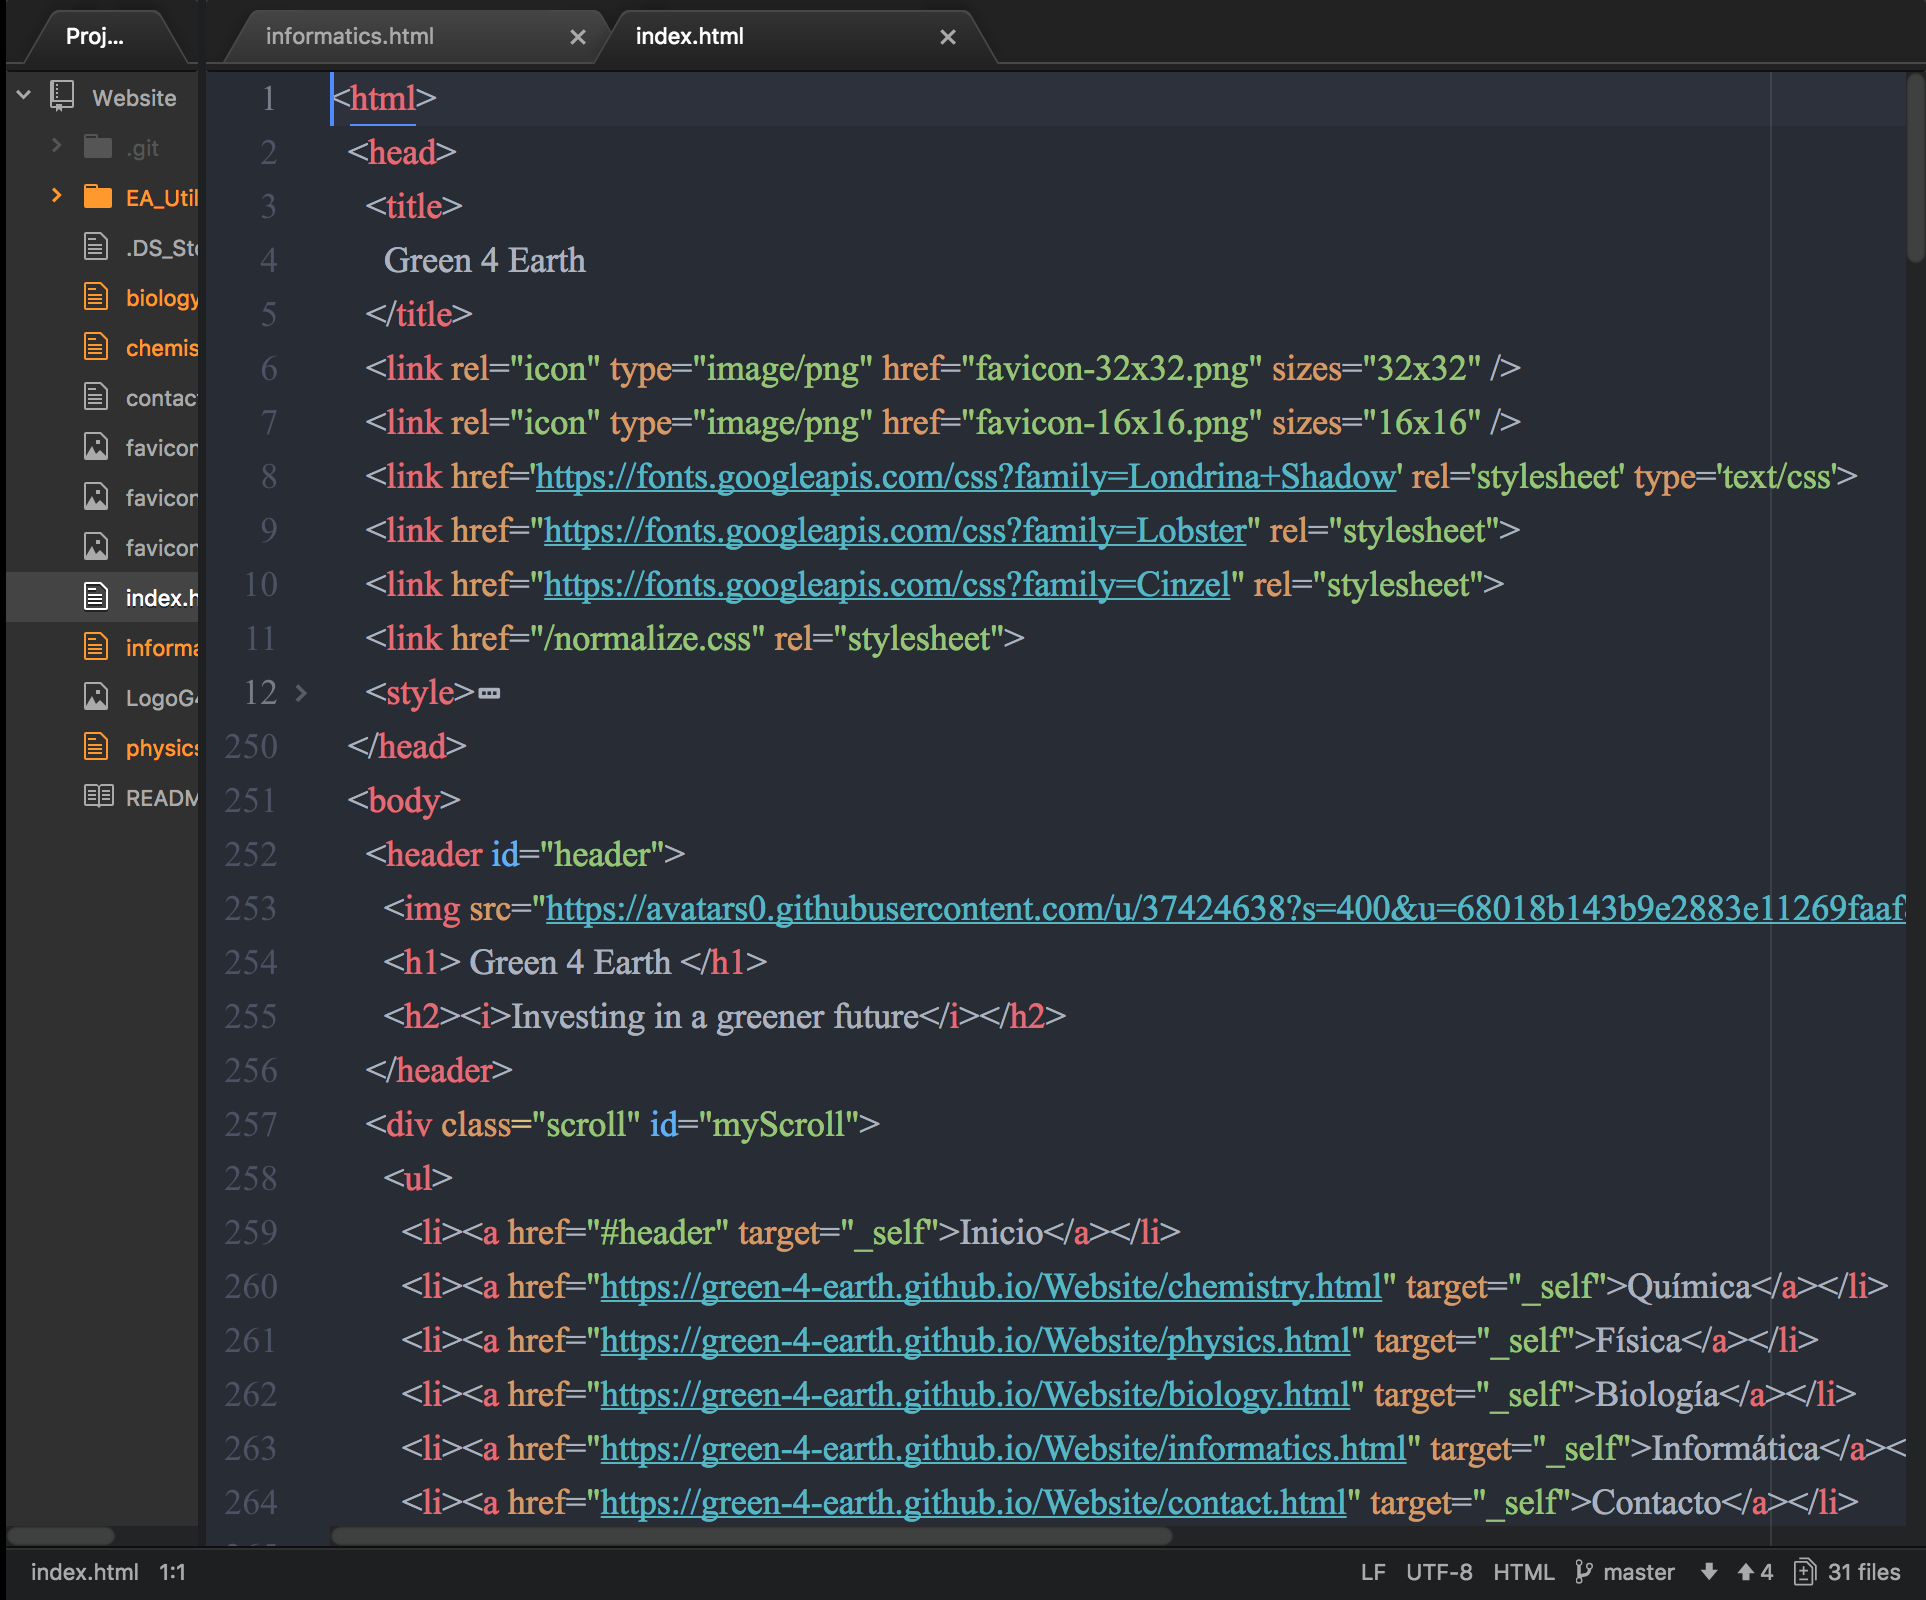 Proj...
informatics.html
index.html
Website
.git
EA_Util
.DS_Sto
biology
chemis
contac
favicon
favicon
favicon
index.h
informa
LogoG4
physics
READM
1 <html>
2 <head>
3 <title>
4 Green 4 Earth
5 </title>
6 <link rel="icon" type="image/png" href="favicon-32x32.png" sizes="32x32" />
7 <link rel="icon" type="image/png" href="favicon-16x16.png" sizes="16x16" />
8 <link href='https://fonts.googleapis.com/css?family=Londrina+Shadow' rel='stylesheet' type='text/css'>
9 <link href="https://fonts.googleapis.com/css?family=Lobster" rel="stylesheet">
10 <link href="https://fonts.googleapis.com/css?family=Cinzel" rel="stylesheet">
11 <link href="/normalize.css" rel="stylesheet">
12 <style>
250 </head>
251 <body>
252 <header id="header">
253 <img src="https://avatars0.githubusercontent.com/u/37424638?s=400&u=68018b143b9e2883e11269faaf
254 <h1> Green 4 Earth </h1>
255 <h2><i>Investing in a greener future</i></h2>
256 </header>
257 <div class="scroll" id="myScroll">
258 <ul>
259 <li><a href="#header" target="_self">Inicio</a></li>
260 <li><a href="https://green-4-earth.github.io/Website/chemistry.html" target="_self">Química</a></li>
261 <li><a href="https://green-4-earth.github.io/Website/physics.html" target="_self">Física</a></li>
262 <li><a href="https://green-4-earth.github.io/Website/biology.html" target="_self">Biología</a></li>
263 <li><a href="https://green-4-earth.github.io/Website/informatics.html" target="_self">Informática</a><
264 <li><a href="https://green-4-earth.github.io/Website/contact.html" target="_self">Contacto</a></li>
index.html 1:1 LF UTF-8 HTML master 4 31 files